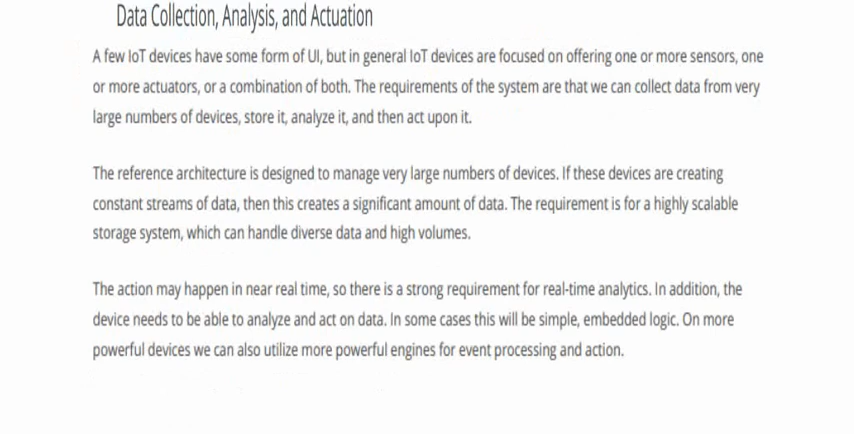 Data Collection, Analysis, and Actuation
A few IoT devices have some form of UI, but in general IoT devices are focused on offering one or more sensors, one
or more actuators, or a combination of both. The requirements of the system are that we can collect data from very
large numbers of devices, store it, analyze it, and then act upon it.
The reference architecture is designed to manage very large numbers of devices. If these devices are creating
constant streams of data, then this creates a significant amount of data. The requirement is for a highly scalable
storage system, which can handle diverse data and high volumes.
The action may happen in near real time, so there is a strong requirement for real-time analytics. In addition, the
device needs to be able to analyze and act on data. In some cases this will be simple, embedded logic. On more
powerful devices we can also utilize more powerful engines for event processing and action.